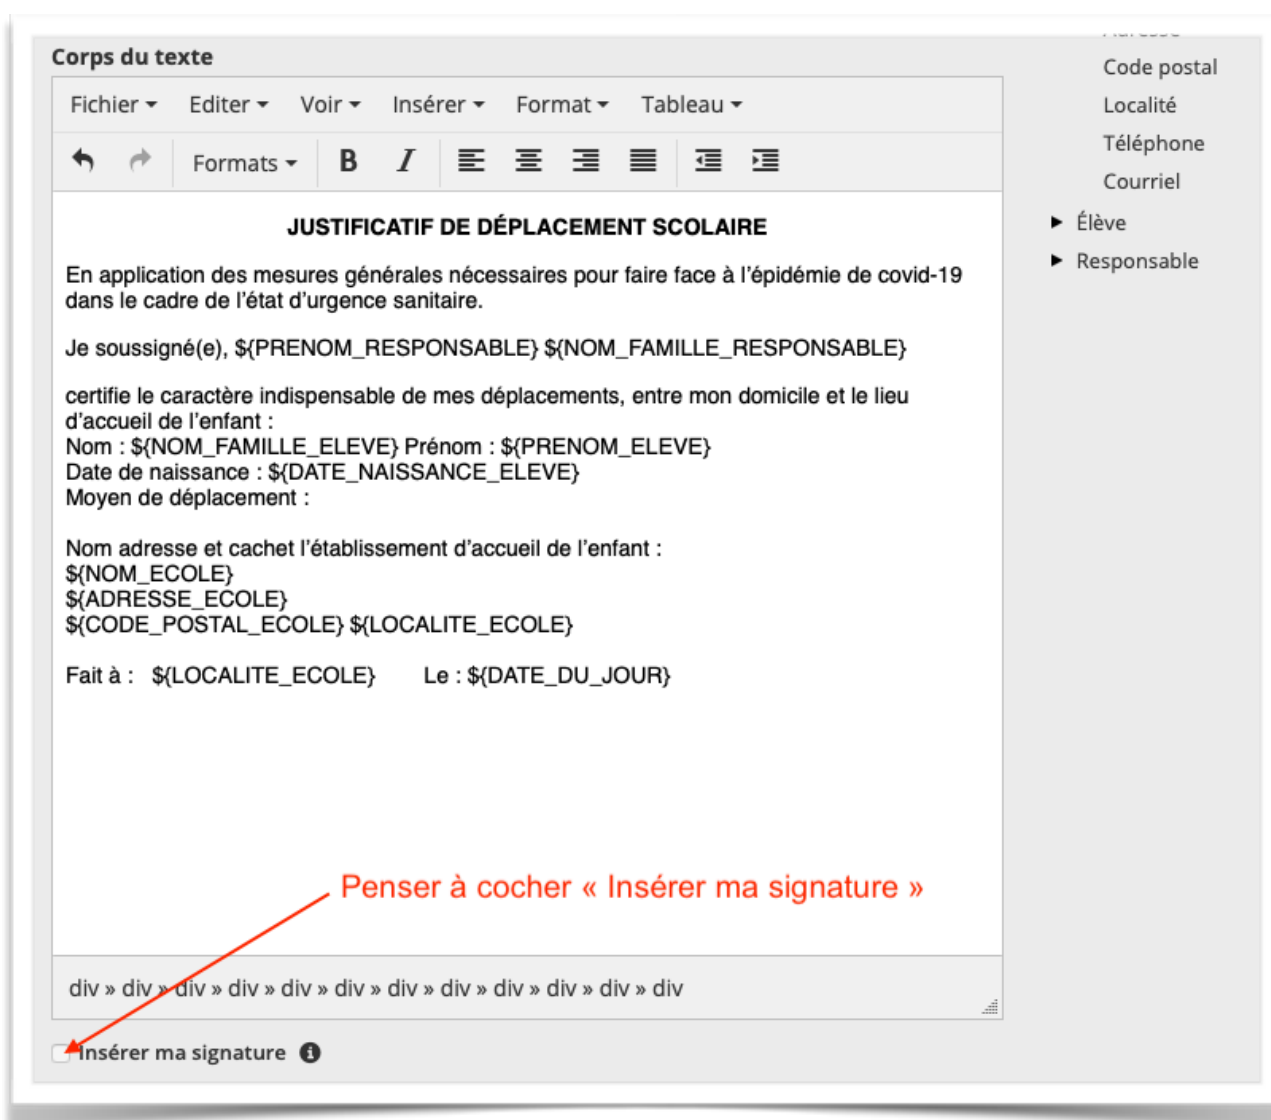 Corps du texte
Fichier Editer Voir Insérer Format Tableau
Formats B I
JUSTIFICATIF DE DÉPLACEMENT SCOLAIRE
En application des mesures générales nécessaires pour faire face à l'épidémie de covid-19
dans le cadre de l'état d'urgence sanitaire.
Je soussigné(e), ${PRENOM_RESPONSABLE} ${NOM_FAMILLE_RESPONSABLE}
certifie le caractère indispensable de mes déplacements, entre mon domicile et le lieu
d'accueil de l'enfant :
Nom : ${NOM_FAMILLE_ELEVE} Prénom : ${PRENOM_ELEVE}
Date de naissance : ${DATE_NAISSANCE_ELEVE}
Moyen de déplacement :
Nom adresse et cachet l'établissement d'accueil de l'enfant :
${NOM_ECOLE}
${ADRESSE_ECOLE}
${CODE_POSTAL_ECOLE} ${LOCALITE_ECOLE}
Fait à : ${LOCALITE_ECOLE} Le : ${DATE_DU_JOUR}
Penser à cocher « Insérer ma signature »
div » div » div » div » div » div » div » div » div » div » div » div
Insérer ma signature
Code postal
Localité
Téléphone
Courriel
Élève
Responsable